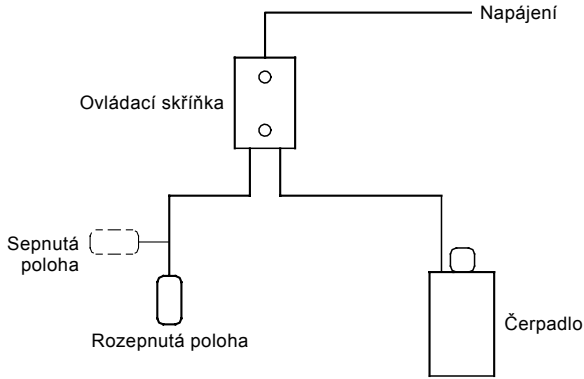 Napájení
Ovládací skříňka
Sepnutá
poloha
Rozepnutá poloha
Čerpadlo